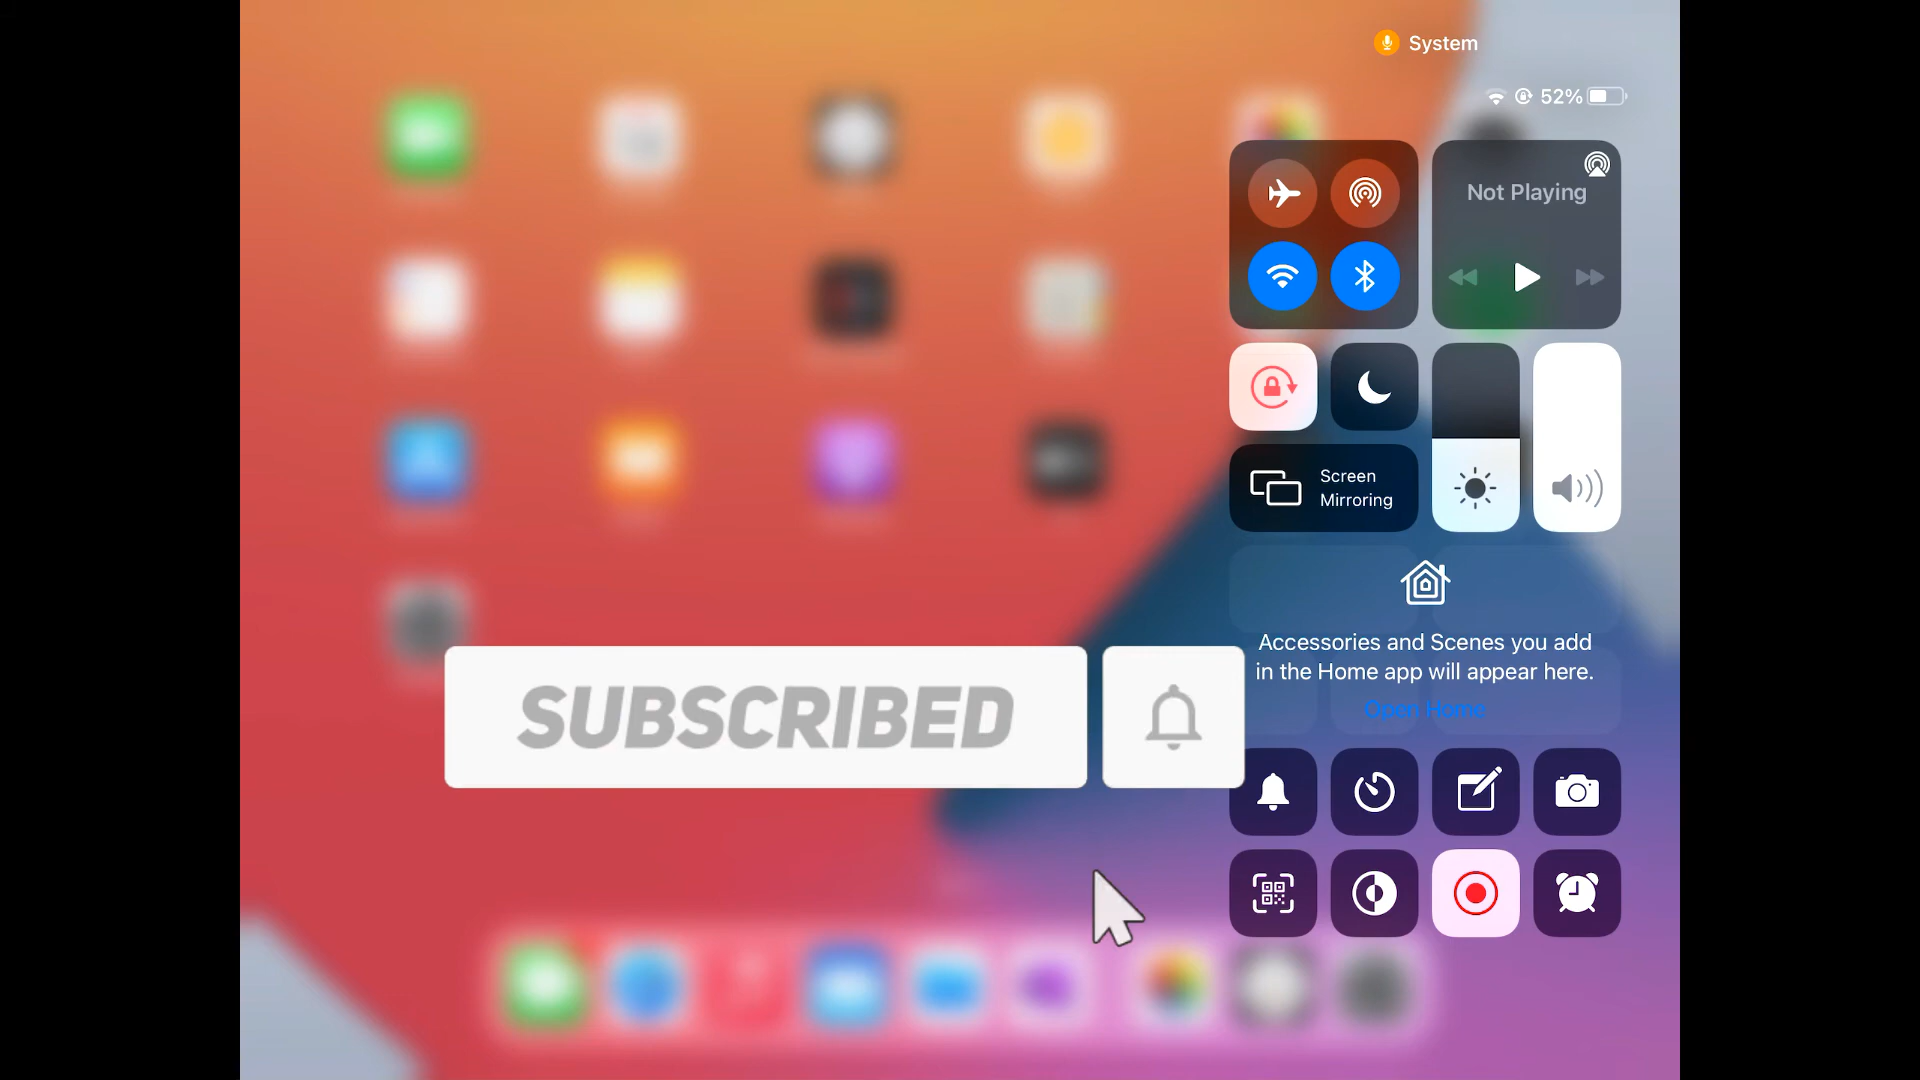 System
52%
Not Playing
Screen
Mirroring
Accessories and Scenes you add
in the Home app will appear here.
Open Home
SUBSCRIBED